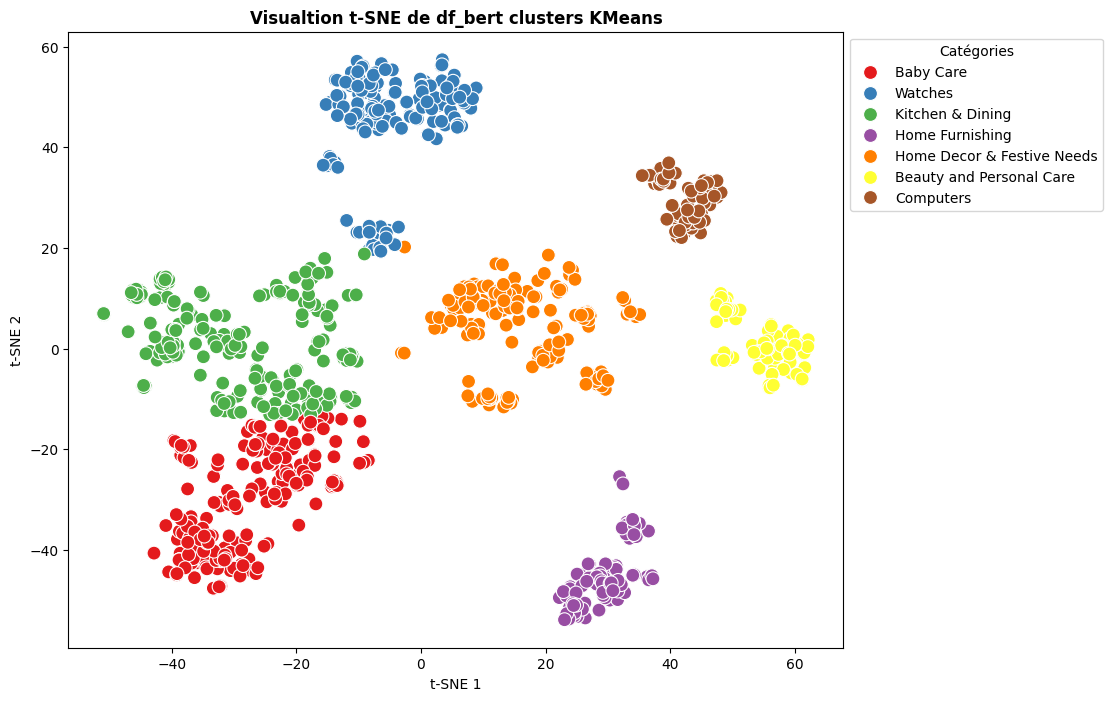 Visualtion t-SNE de df_bert clusters KMeans
Catégories
Baby Care
Watches
Kitchen & Dining
Home Furnishing
Home Decor & Festive Needs
Beauty and Personal Care
Computers
60
40
20
0
−20
−40
t-SNE 2
−40
−20
0
20
40
60
t-SNE 1